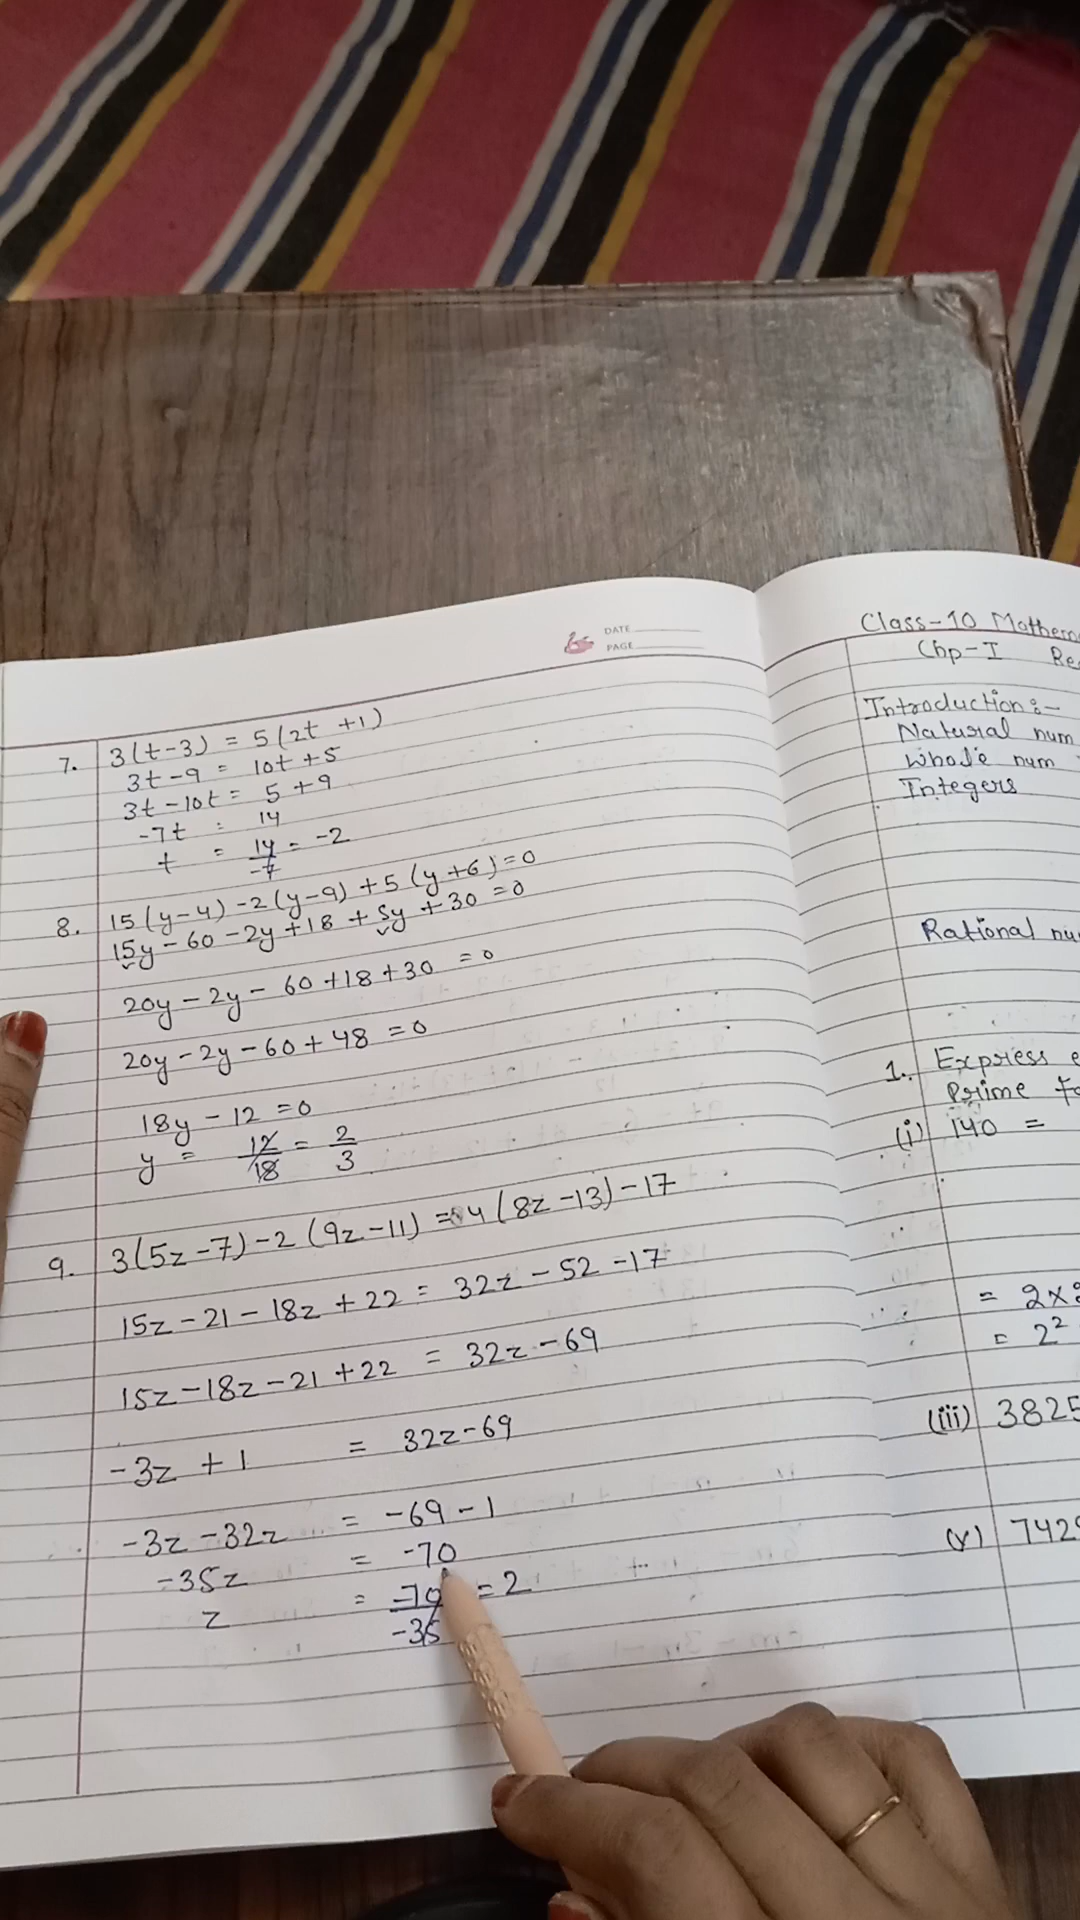 DATE
PAGE
7. 3(t-3) = 5(2t +1)
3t-9 = 10t +5
3t-10t = 5 +9
-7t = 14
t = 14/-7 = -2
8. 15(y-4) -2(y-9) +5(y+6)=0
15y-60-2y+18+5y+30=0
20y-2y-60+18+30 =0
20y-2y-60+48=0
18y-12=0
y = 12/18 = 2/3
9. 3(5z-7)-2(9z-11) = 4(8z-13)-17
15z-21-18z+22 = 32z-52-17
15z-18z-21+22 = 32z-69
-3z +1 = 32z-69
-3z-32z = -69-1
-35z = -70
z = -70/-35 = 2
Class-10
Chp-I
Introduction:-
Natural num
Whole num
Integers
Rational
1. Express
Prime
(i) 140 =
= 2×
= 2²
(iii) 3825
(v)